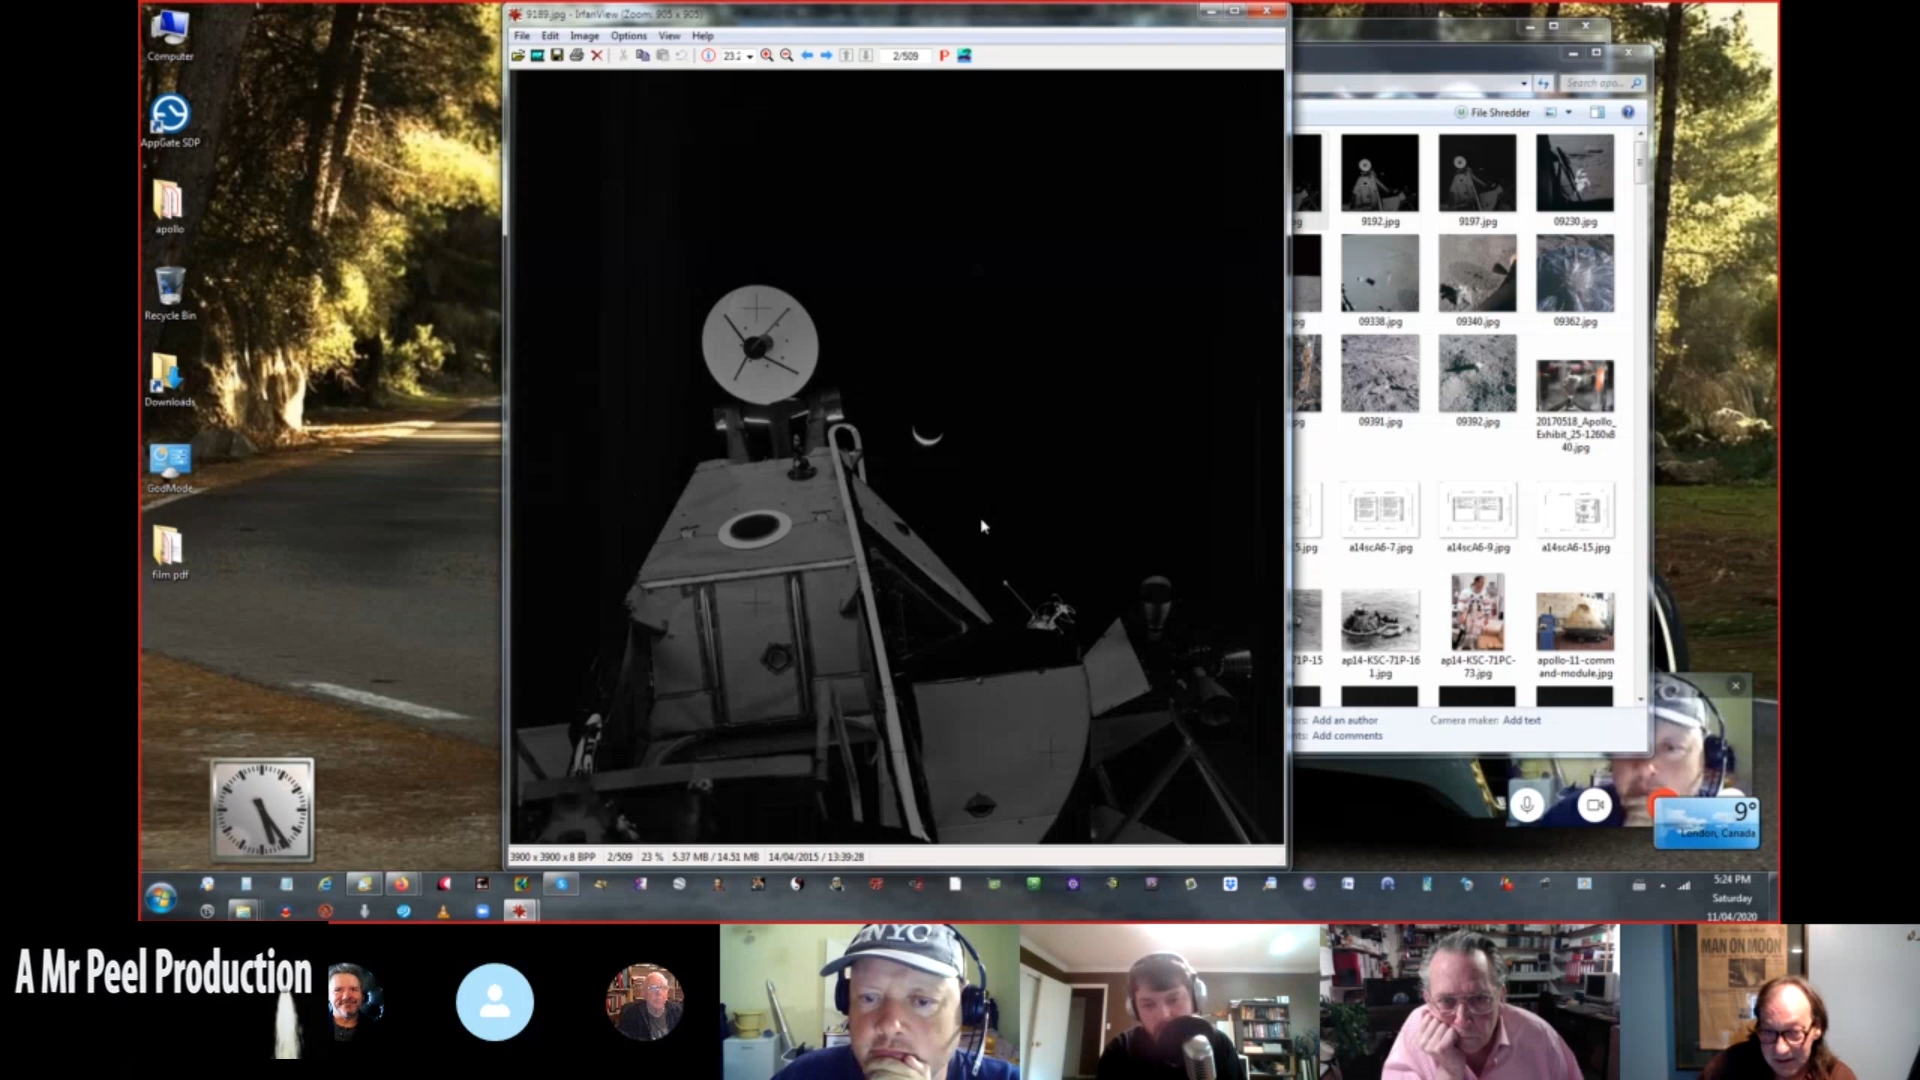 Computer
AppGate SDP
apollo
Recycle Bin
Downloads
GodMode
film pdf
9189.jpg - IrfanView (Zoom: 905 x 905)
File Edit Image Options View Help
2/509
Search apo...
File Shredder
9192.jpg 9197.jpg 09230.jpg
09338.jpg 09340.jpg 09362.jpg
09391.jpg 09392.jpg 20170518_Apollo_
Exhibit_25-1260x8
40.jpg
a14scA6-7.jpg a14scA6-9.jpg a14scA6-15.jpg
ap14-KSC-71P-16
1.jpg
ap14-KSC-71PC-
73.jpg
apollo-11-comm
and-module.jpg
Add an author Camera maker: Add text
Add comments
9°
London, Canada
3900 x 3900 x 8 BPP 2/509 23 % 5.37 MB / 14.51 MB 14/04/2015 / 13:39:28
5:24 PM
Saturday
11/04/2020
A Mr Peel Production
NYC
MAN ON MOON